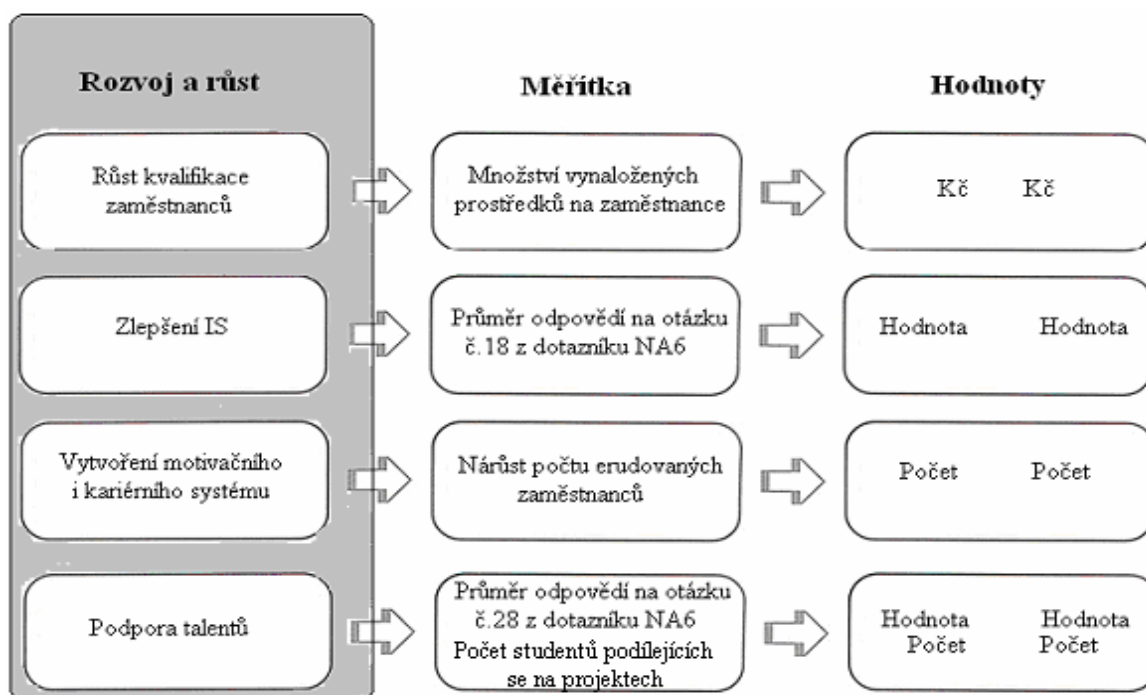 Rozvoj a růst
Měřítka
Hodnoty
Růst kvalifikace
zaměstnanců
Množství vynaložených
prostředků na zaměstnance
Kč Kč
Zlepšení IS
Průměr odpovědí na otázku
č.18 z dotazníku NA6
Hodnota Hodnota
Vytvoření motivačního
i kariérního systému
Nárůst počtu erudovaných
zaměstnanců
Počet Počet
Podpora talentů
Průměr odpovědí na otázku
č.28 z dotazníku NA6
Počet studentů podílejících
se na projektech
Hodnota Hodnota
Počet Počet